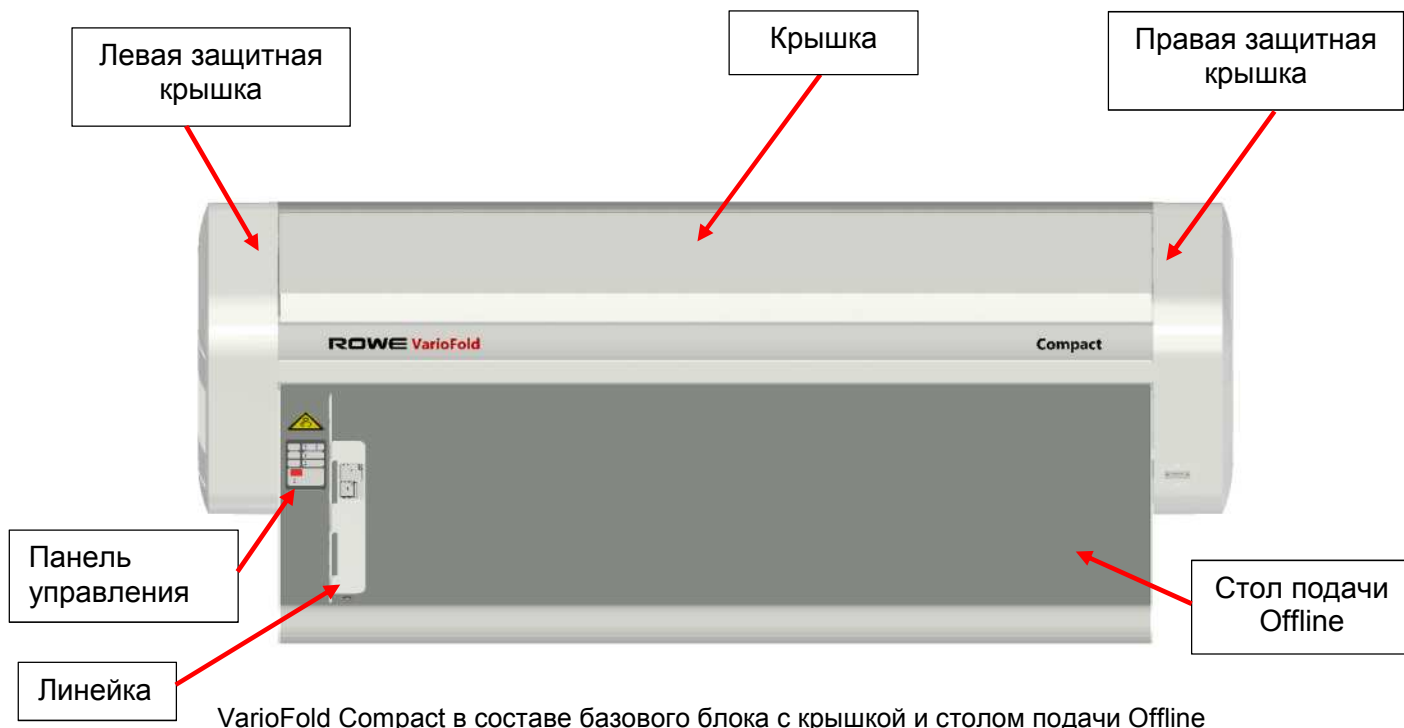 Левая защитная
крышка
Крышка
Правая защитная
крышка
ROWE VarioFold
Compact
Панель
управления
Стол подачи
Offline
Линейка
VarioFold Compact в составе базового блока с крышкой и столом подачи Offline